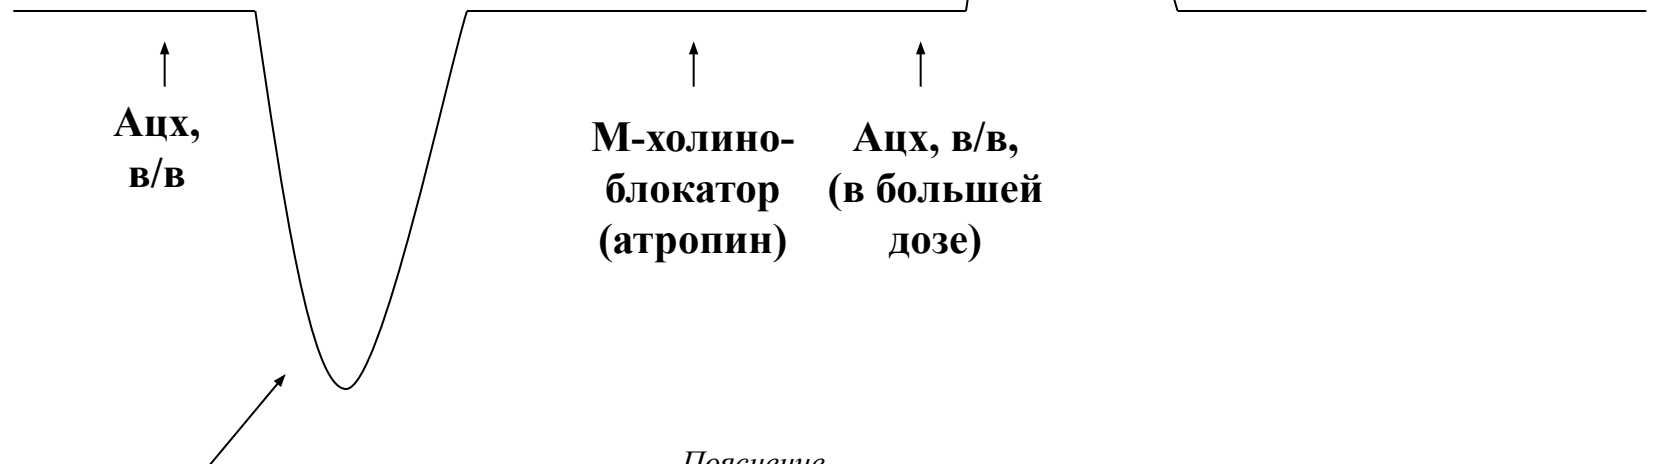 Ацх,
в/в
М-холино-
блокатор
(атропин)
Ацх, в/в,
(в большей
дозе)